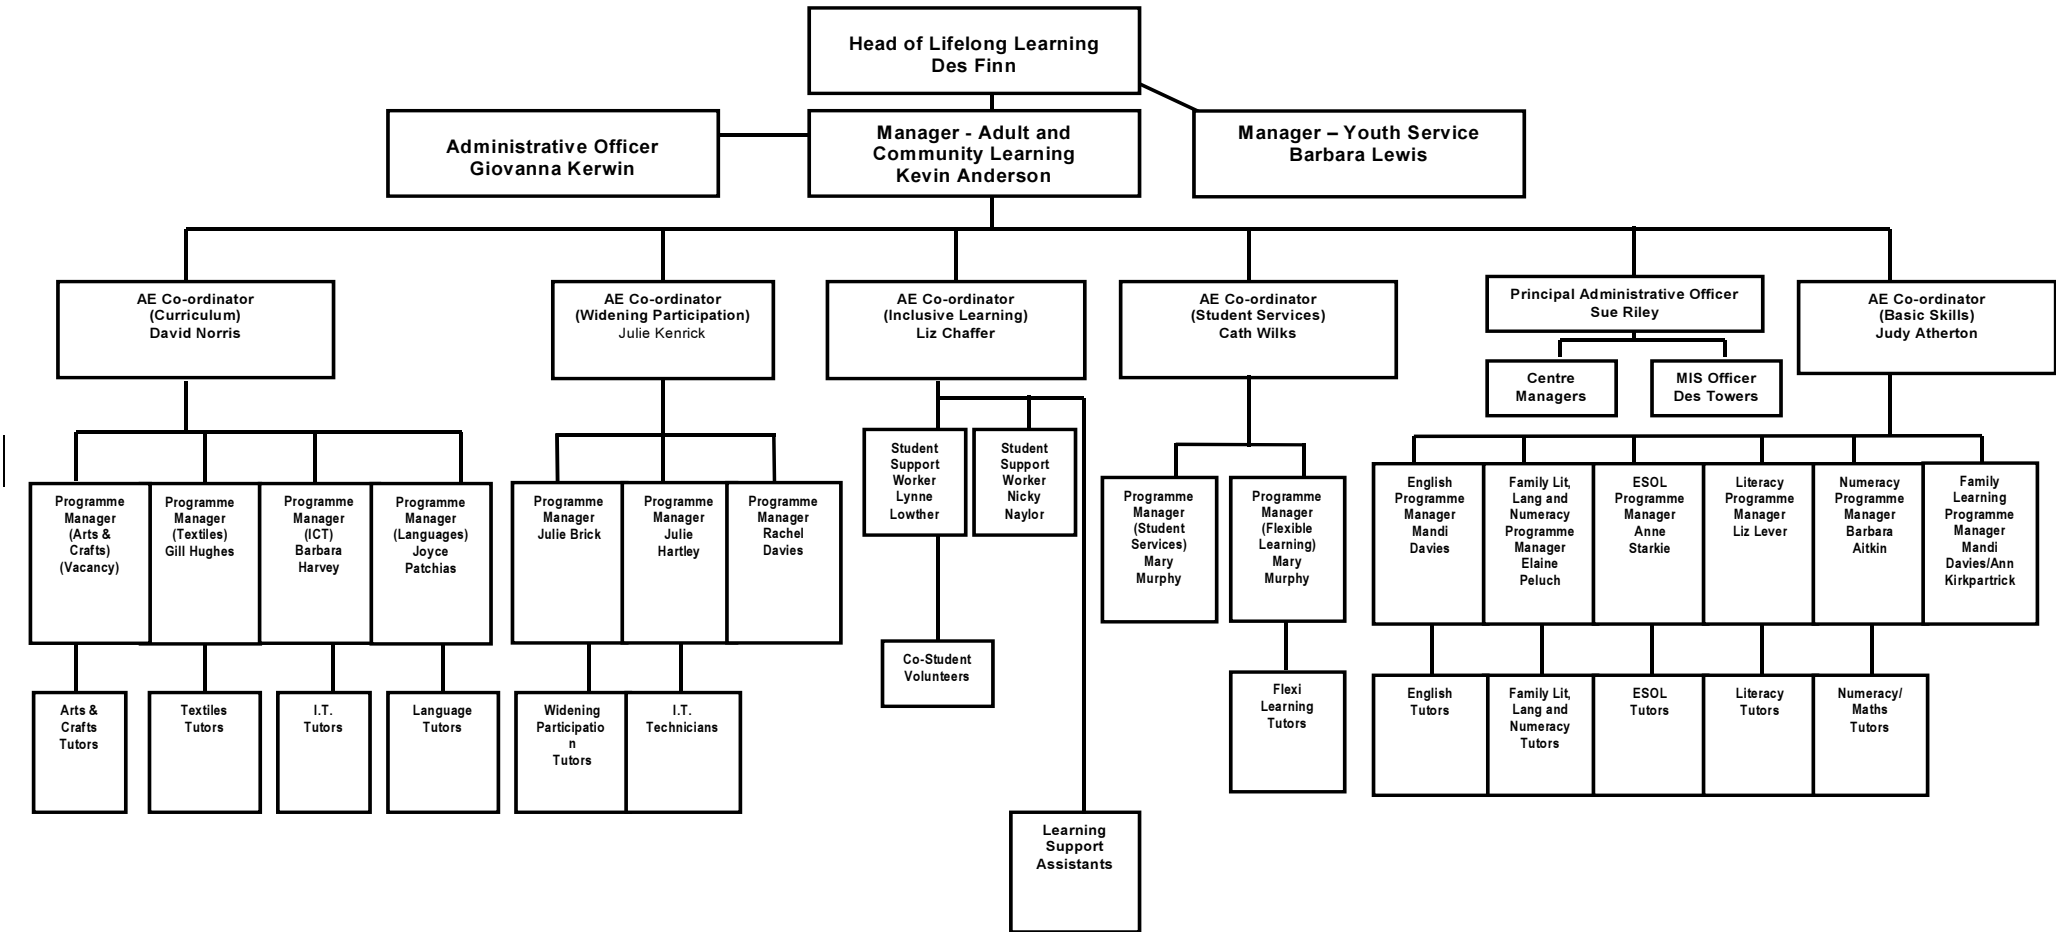 Head of Lifelong Learning
Des Finn
Administrative Officer
Giovanna Kerwin
Manager - Adult and
Community Learning
Kevin Anderson
Manager – Youth Service
Barbara Lewis
AE Co-ordinator
(Curriculum)
David Norris
AE Co-ordinator
(Widening Participation)
Julie Kenrick
AE Co-ordinator
(Inclusive Learning)
Liz Chaffer
AE Co-ordinator
(Student Services)
Cath Wilks
Principal Administrative Officer
Sue Riley
AE Co-ordinator
(Basic Skills)
Judy Atherton
Centre
Managers
MIS Officer
Des Towers
Programme
Manager
(Arts &
Crafts)
(Vacancy)
Programme
Manager
(Textiles)
Gill Hughes
Programme
Manager
(ICT)
Barbara
Harvey
Programme
Manager
(Languages)
Joyce
Patchias
Programme
Manager
Julie Brick
Programme
Manager
Julie
Hartley
Programme
Manager
Rachel
Davies
Student
Support
Worker
Lynne
Lowther
Student
Support
Worker
Nicky
Naylor
Programme
Manager
(Student
Services)
Mary
Murphy
Programme
Manager
(Flexible
Learning)
Mary
Murphy
English
Programme
Manager
Mandi
Davies
Family Lit,
Lang and
Numeracy
Programme
Manager
Elaine
Peluch
ESOL
Programme
Manager
Anne
Starkie
Literacy
Programme
Manager
Liz Lever
Numeracy
Programme
Manager
Barbara
Aitkin
Family
Learning
Programme
Manager
Mandi
Davies/Ann
Kirkpartrick
Co-Student
Volunteers
Arts &
Crafts
Tutors
Textiles
Tutors
I.T.
Tutors
Language
Tutors
Widening
Participatio
n
Tutors
I.T.
Technicians
Flexi
Learning
Tutors
English
Tutors
Family Lit,
Lang and
Numeracy
Tutors
ESOL
Tutors
Literacy
Tutors
Numeracy/
Maths
Tutors
Learning
Support
Assistants